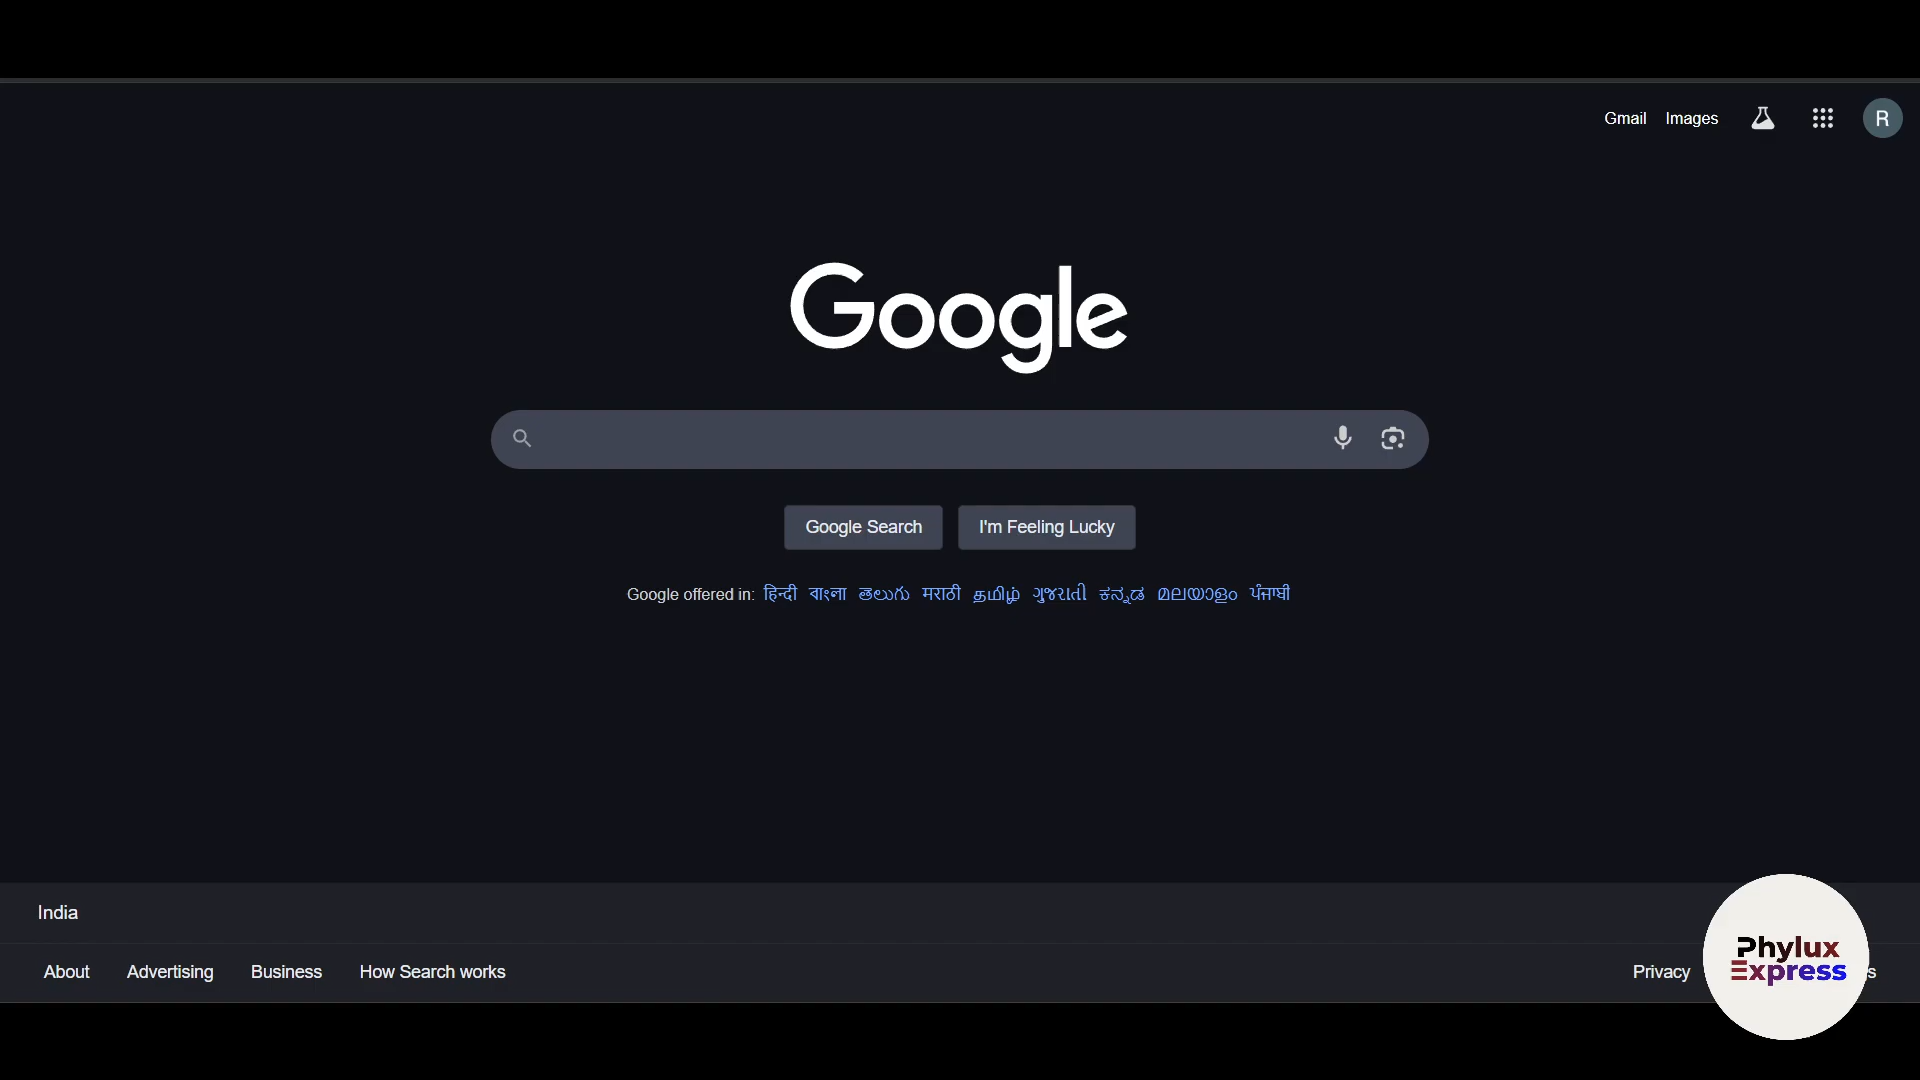 Gmail Images R
Google
Google Search I'm Feeling Lucky
Google offered in: हिन्दी বাংলা తెలుగు मराठी தமிழ் ગુજરાતી ಕನ್ನಡ മലയാളം ਪੰਜਾਬੀ
India
About Advertising Business How Search works Privacy
Phylux
Express